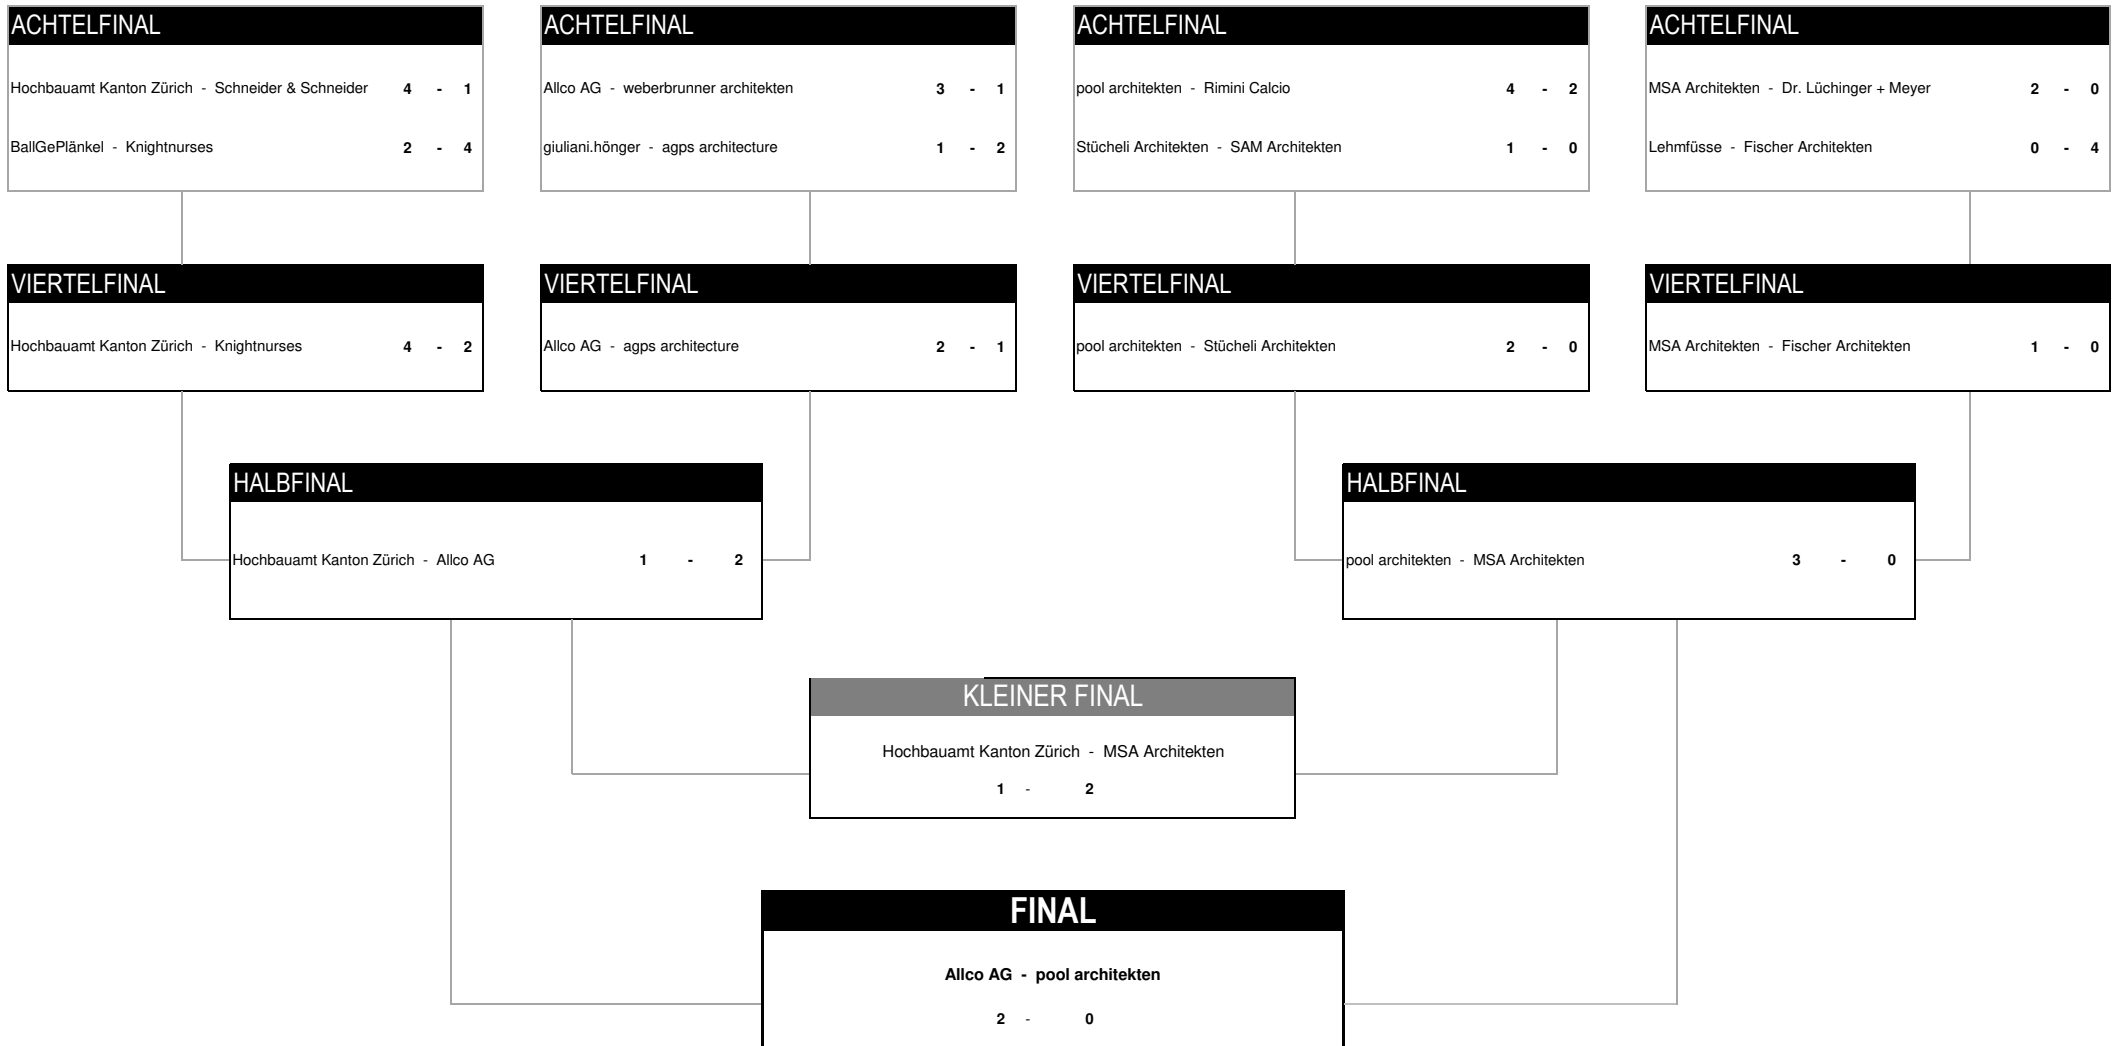 ACHTELFINAL
Hochbauamt Kanton Zürich - Schneider & Schneider 4 - 1
BallGePlänkel - Knightnurses 2 - 4
ACHTELFINAL
Allco AG - weberbrunner architekten 3 - 1
giuliani.hönger - agps architecture 1 - 2
ACHTELFINAL
pool architekten - Rimini Calcio 4 - 2
Stücheli Architekten - SAM Architekten 1 - 0
ACHTELFINAL
MSA Architekten - Dr. Lüchinger + Meyer 2 - 0
Lehmfüsse - Fischer Architekten 0 - 4
VIERTELFINAL
Hochbauamt Kanton Zürich - Knightnurses 4 - 2
VIERTELFINAL
Allco AG - agps architecture 2 - 1
VIERTELFINAL
pool architekten - Stücheli Architekten 2 - 0
VIERTELFINAL
MSA Architekten - Fischer Architekten 1 - 0
HALBFINAL
Hochbauamt Kanton Zürich - Allco AG 1 - 2
HALBFINAL
pool architekten - MSA Architekten 3 - 0
KLEINER FINAL
Hochbauamt Kanton Zürich - MSA Architekten
1 - 2
FINAL
Allco AG - pool architekten
2 - 0